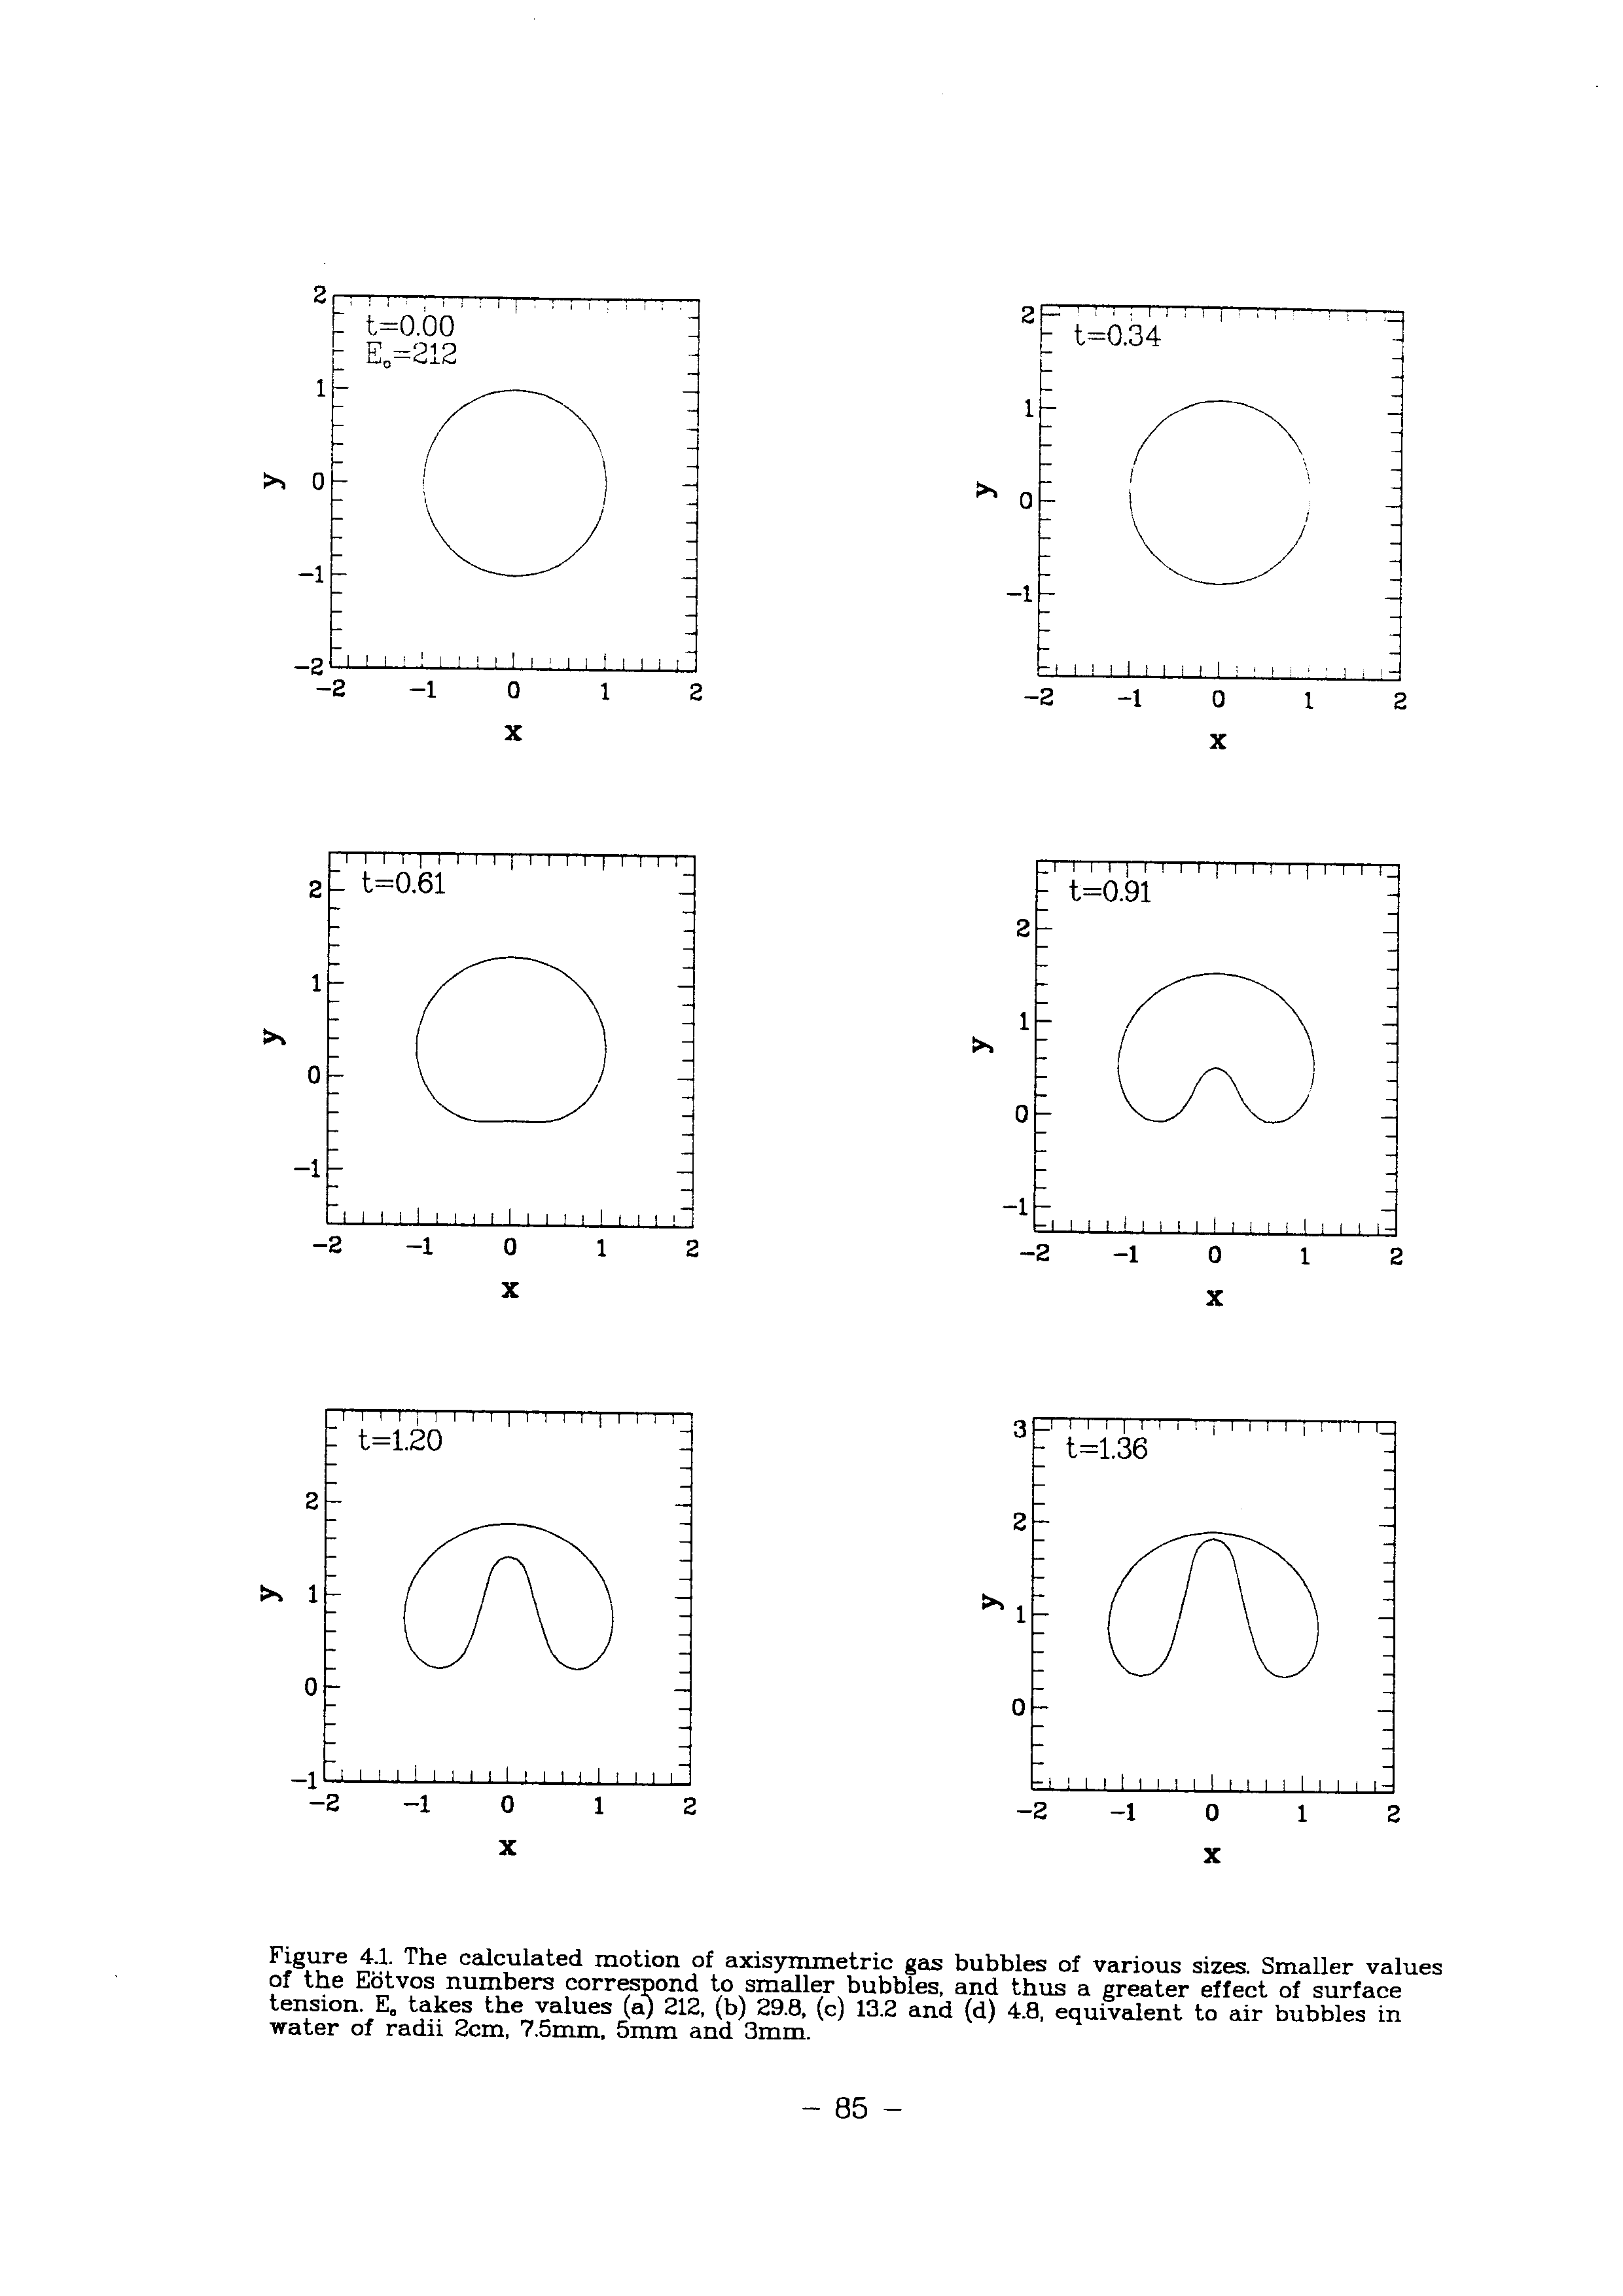 2
t=0.00
E₀=212
1
y 0
-1
-2
-2 -1 0 1 2
x
2
t=0.34
1
y 0
-1
-2 -1 0 1 2
x
t=0.61
2
1
y
0
-1
-2 -1 0 1 2
x
t=0.91
2
1
y
0
-1
-2 -1 0 1 2
x
t=1.20
2
y 1
0
-1
-2 -1 0 1 2
x
3
t=1.36
2
y
1
0
-2 -1 0 1 2
x
Figure 4.1. The calculated motion of axisymmetric gas bubbles of various sizes. Smaller values
of the Eötvos numbers correspond to smaller bubbles, and thus a greater effect of surface
tension. E₀ takes the values (a) 212, (b) 29.8, (c) 13.2 and (d) 4.8, equivalent to air bubbles in
water of radii 2cm, 7.5mm, 5mm and 3mm.
- 85 -